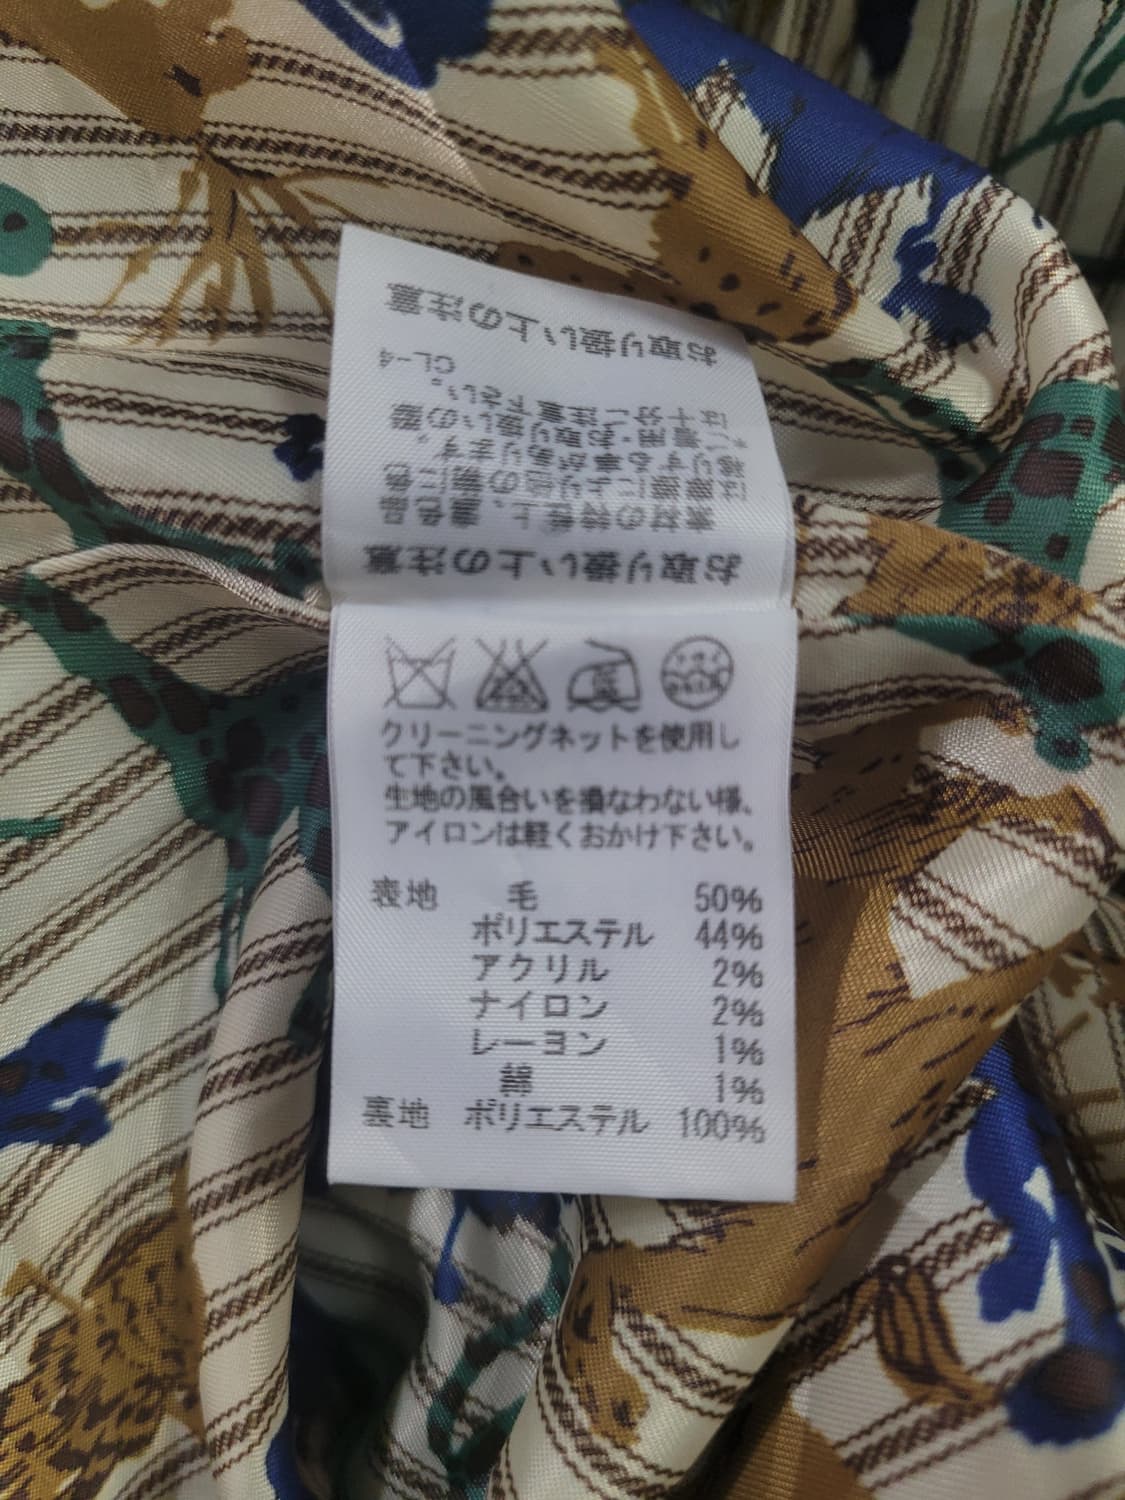 クリーニングネットを使用し
て下さい。
生地の風合いを損なわない様、
アイロンは軽くおかけ下さい。
表地 毛 50%
ポリエステル 44%
アクリル 2%
ナイロン 2%
レーヨン 1%
綿 1%
裏地 ポリエステル 100%
お取り扱い上の注意
素材の特性上、着色部
は摩擦により他の物に色
移りする事があります。
*ご着用・お取り扱いの際
は十分ご注意下さい。
CL-4
お取り扱い上の注意